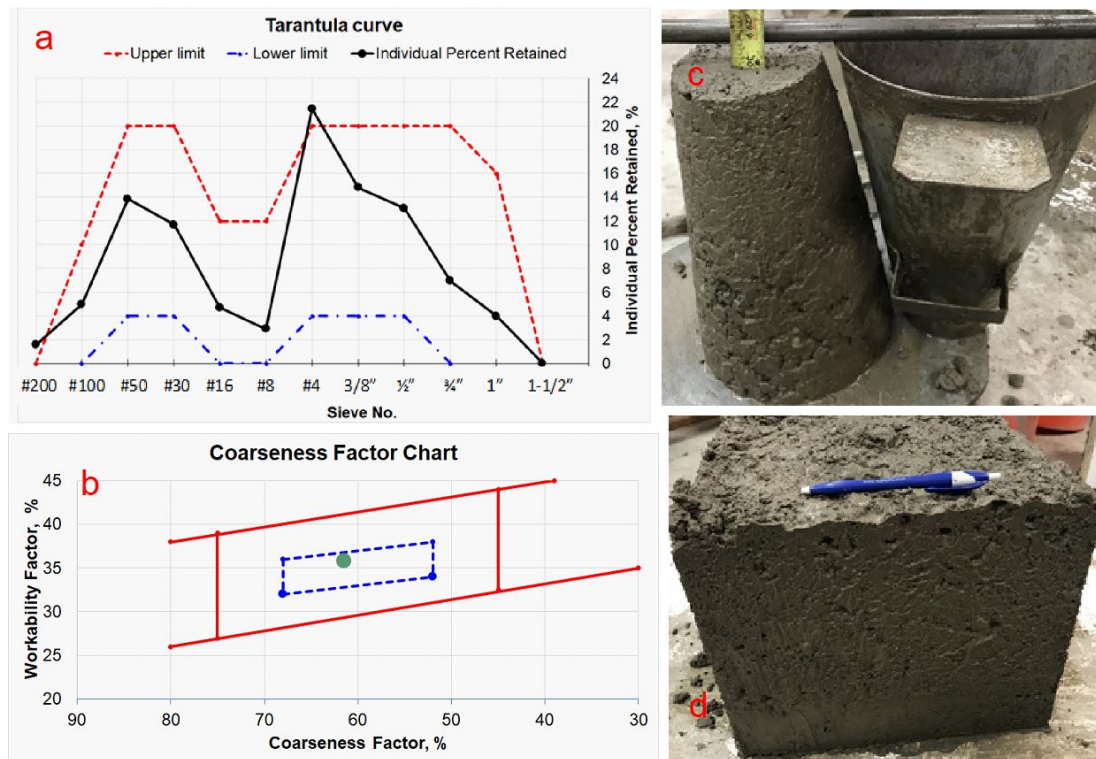 a
Tarantula curve
Upper limit
Lower limit
Individual Percent Retained
24
22
20
18
16
14
12
10
8
6
4
2
0
Individual Percent Retained, %
#200 #100 #50 #30 #16 #8 #4 3/8" ½" ¾" 1" 1-1/2"
Sieve No.
b
Coarseness Factor Chart
45
40
35
30
25
20
Workability Factor, %
90 80 70 60 50 40 30
Coarseness Factor, %
c
d